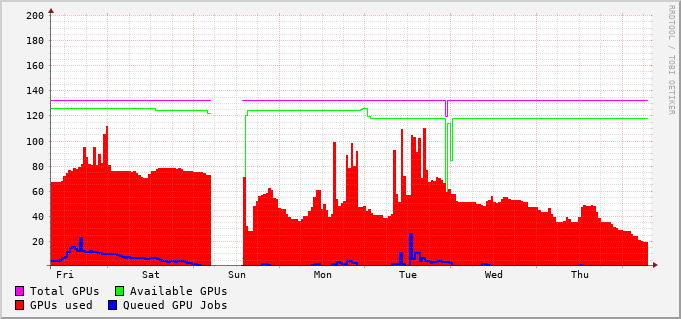 200
180
160
140
120
100
80
60
40
20
Fri Sat Sun Mon Tue Wed Thu
Total GPUs Available GPUs
GPUs used Queued GPU Jobs
RRDTOOL / TOBI OETIKER